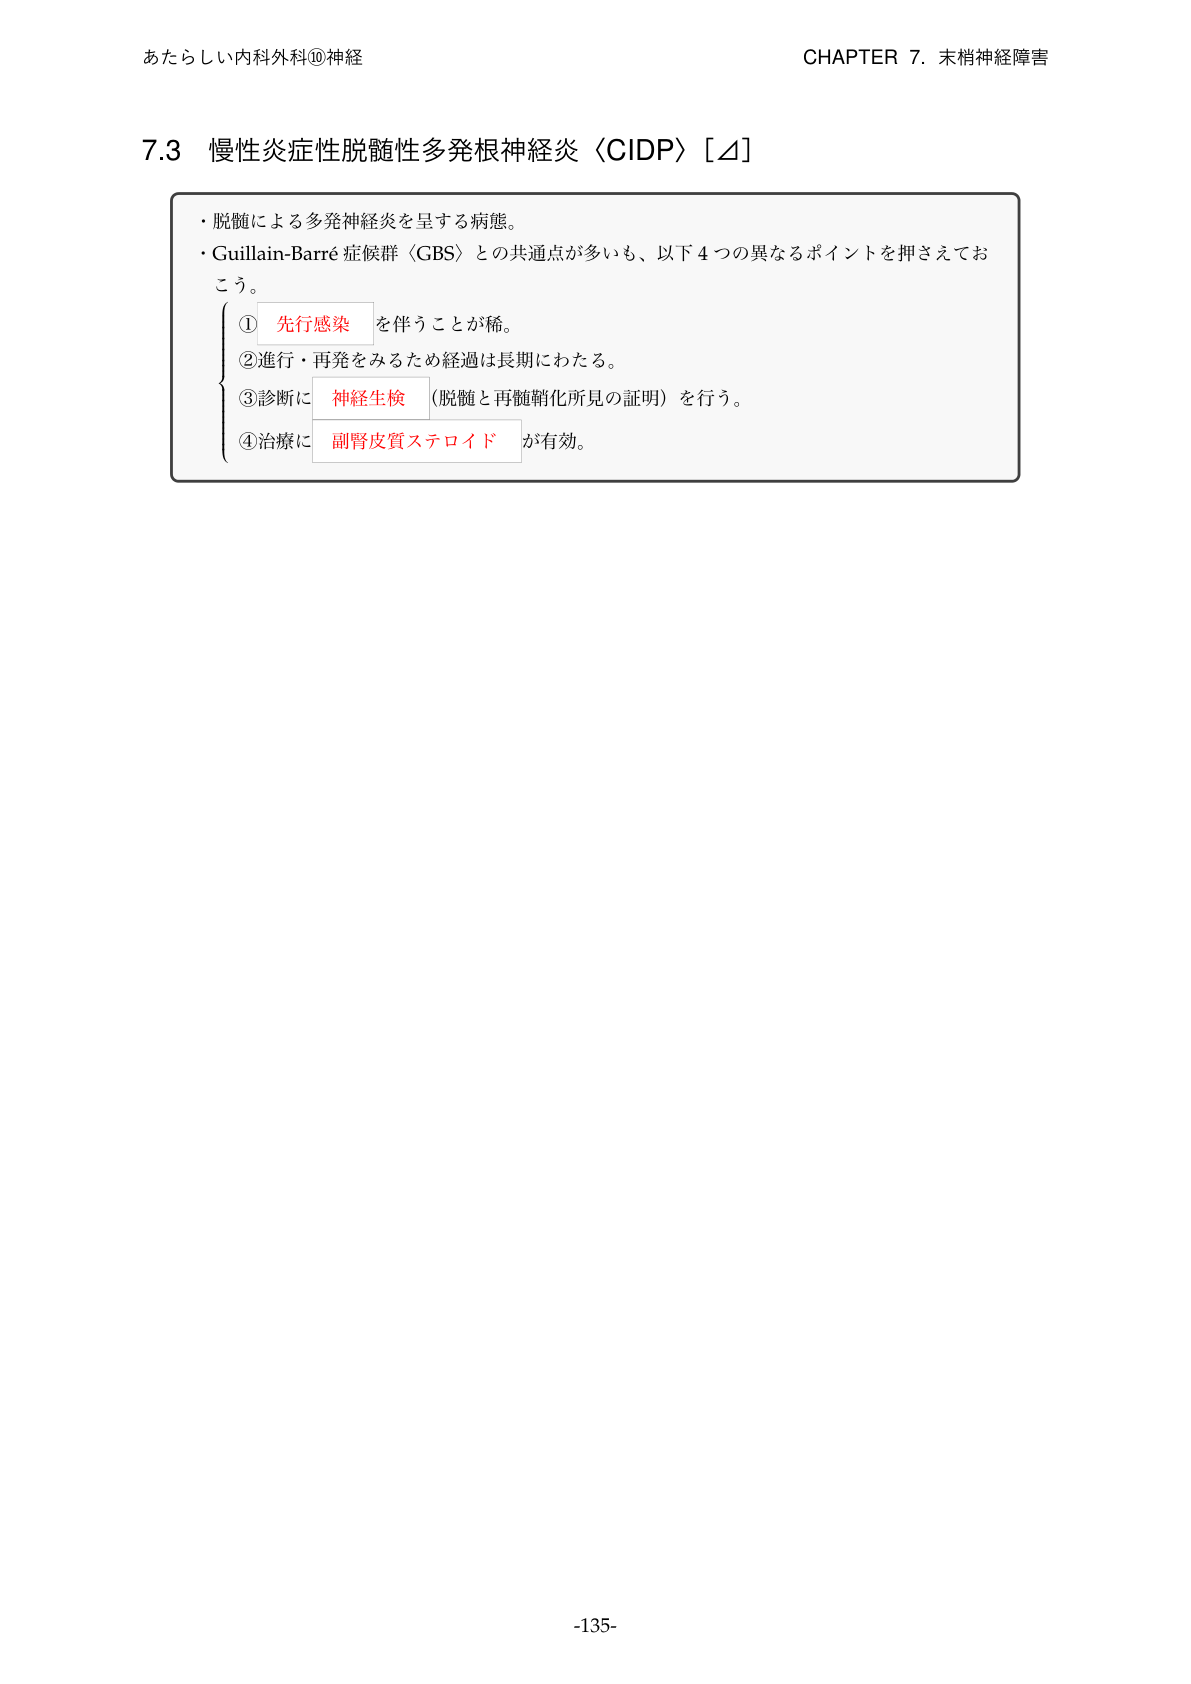 あたらしい内科外科⑩神経
CHAPTER 7. 末梢神経障害
7.3 慢性炎症性脱髄性多発根神経炎〈CIDP〉[⊿]
・脱髄による多発神経炎を呈する病態。
・Guillain-Barré 症候群〈GBS〉との共通点が多いも、以下 4 つの異なるポイントを押さえてお
こう。
①先行感染を伴うことが稀。
②進行・再発をみるため経過は長期にわたる。
③診断に神経生検(脱髄と再髄鞘化所見の証明）を行う。
④治療に副腎皮質ステロイドが有効。
-135-